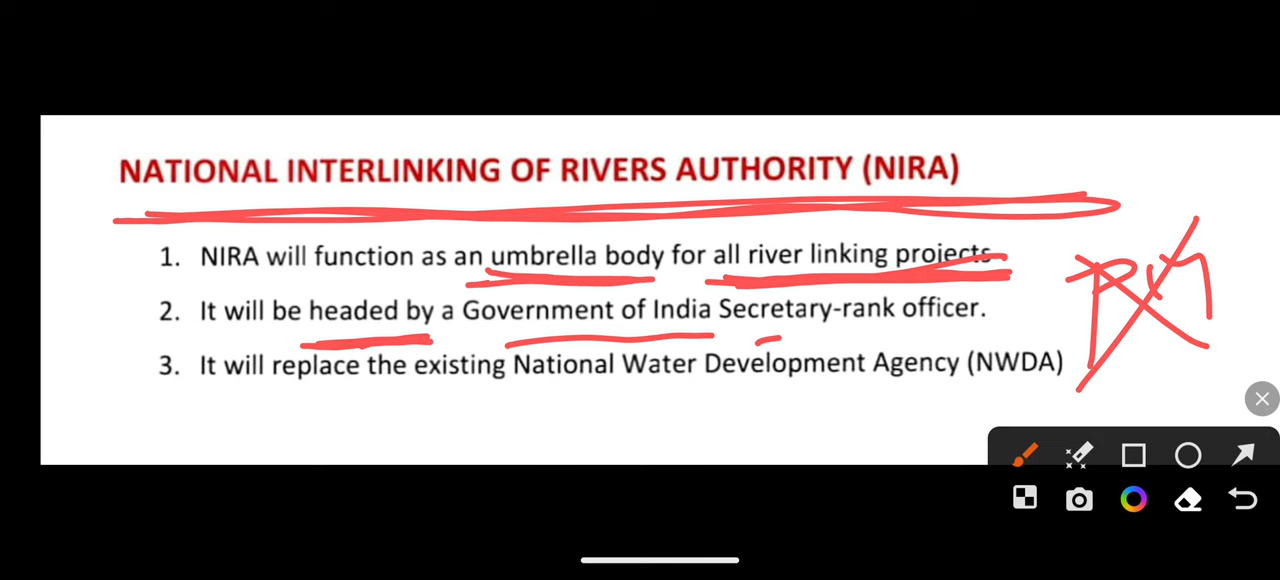 NATIONAL INTERLINKING OF RIVERS AUTHORITY (NIRA)
1. NIRA will function as an umbrella body for all river linking projects
2. It will be headed by a Government of India Secretary-rank officer.
3. It will replace the existing National Water Development Agency (NWDA)